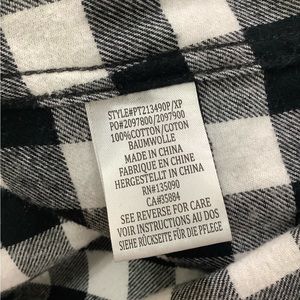 STYLE#PT213490P/XP
PO#2097800/2097900
100%COTTON/COTON
BAUMWOLLE
MADE IN CHINA
FABRIQUE EN CHINE
HERGESTELLT IN CHINA
RN#135090
CA#35884
SEE REVERSE FOR CARE
VOIR INSTRUCTIONS AU DOS
SIEHE RÜCKSEITE FÜR DIE PFLEGE